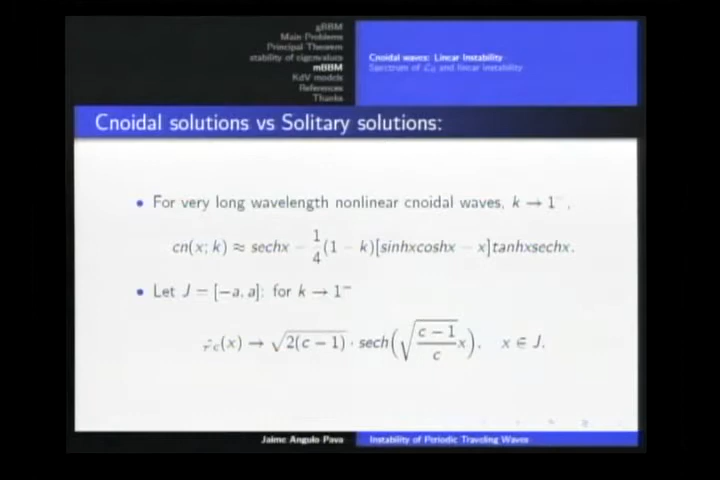 gBBM
Main Problems
Principal Theorem
stability of eigenvalues
mBBM
KdV models
References
Thanks
Cnoidal waves: Linear Instability
Spectrum of and linear instability
Cnoidal solutions vs Solitary solutions:
• For very long wavelength nonlinear cnoidal waves, k → 1⁻,
cn(x; k) ≈ sechx − 1/4 (1 − k)[sinhxcoshx − x]tanhxsechx.
• Let J = [−a, a]; for k → 1⁻
φc(x) → √2(c − 1) · sech(√(c − 1)/c x), x ∈ J.
Jaime Angulo Pava
Instability of Periodic Traveling Waves